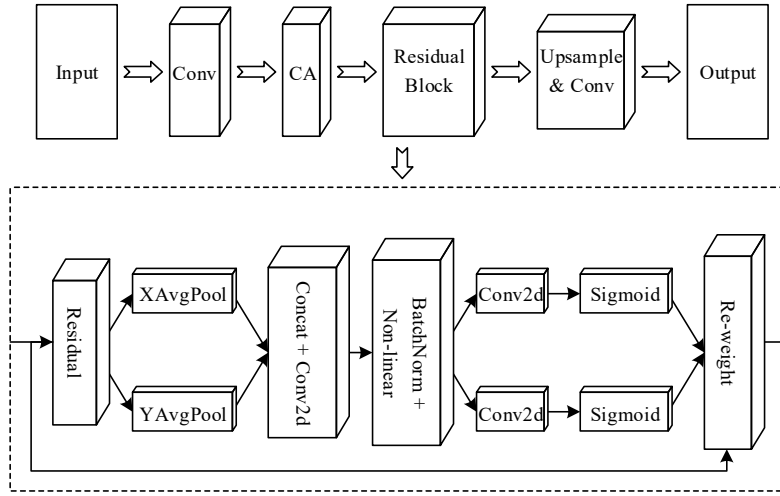 Input
Conv
CA
Residual
Block
Upsample
& Conv
Output
Residual
XAvgPool
YAvgPool
Concat + Conv2d
BatchNorm +
Non-linear
Conv2d
Sigmoid
Conv2d
Sigmoid
Re-weight